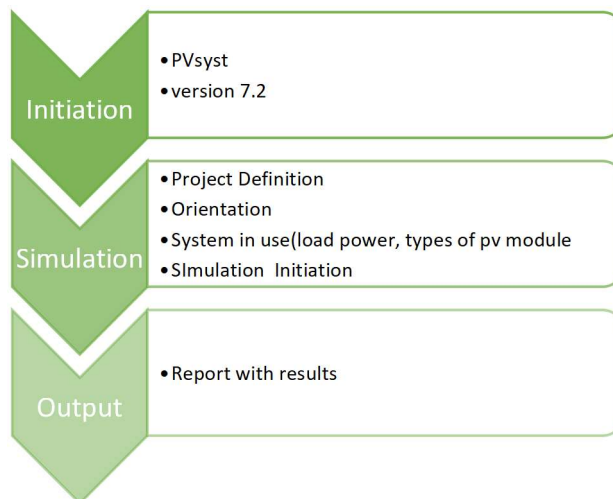 Initiation
•PVsyst
•version 7.2
Simulation
•Project Definition
•Orientation
•System in use(load power, types of pv module
•SImulation Initiation
Output
•Report with results